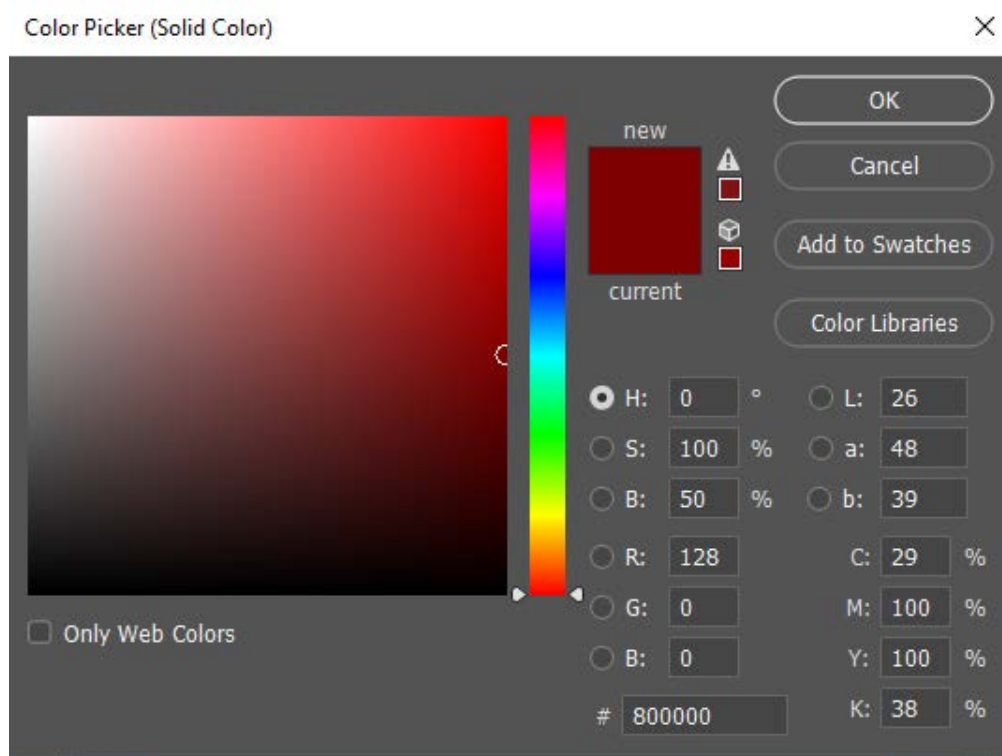 Color Picker (Solid Color)
new
current
OK
Cancel
Add to Swatches
Color Libraries
H: 0 °
S: 100 %
B: 50 %
R: 128
G: 0
B: 0
# 800000
L: 26
a: 48
b: 39
C: 29 %
M: 100 %
Y: 100 %
K: 38 %
Only Web Colors